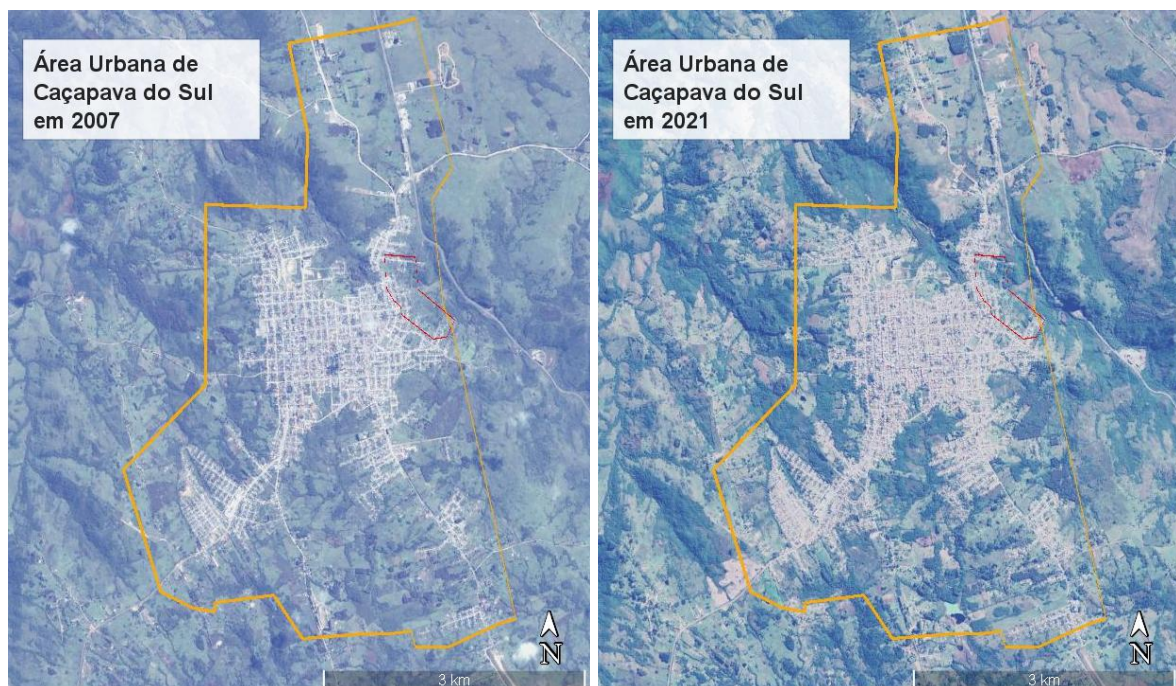 Área Urbana de
Caçapava do Sul
em 2007
N
3 km
Área Urbana de
Caçapava do Sul
em 2021
N
3 km